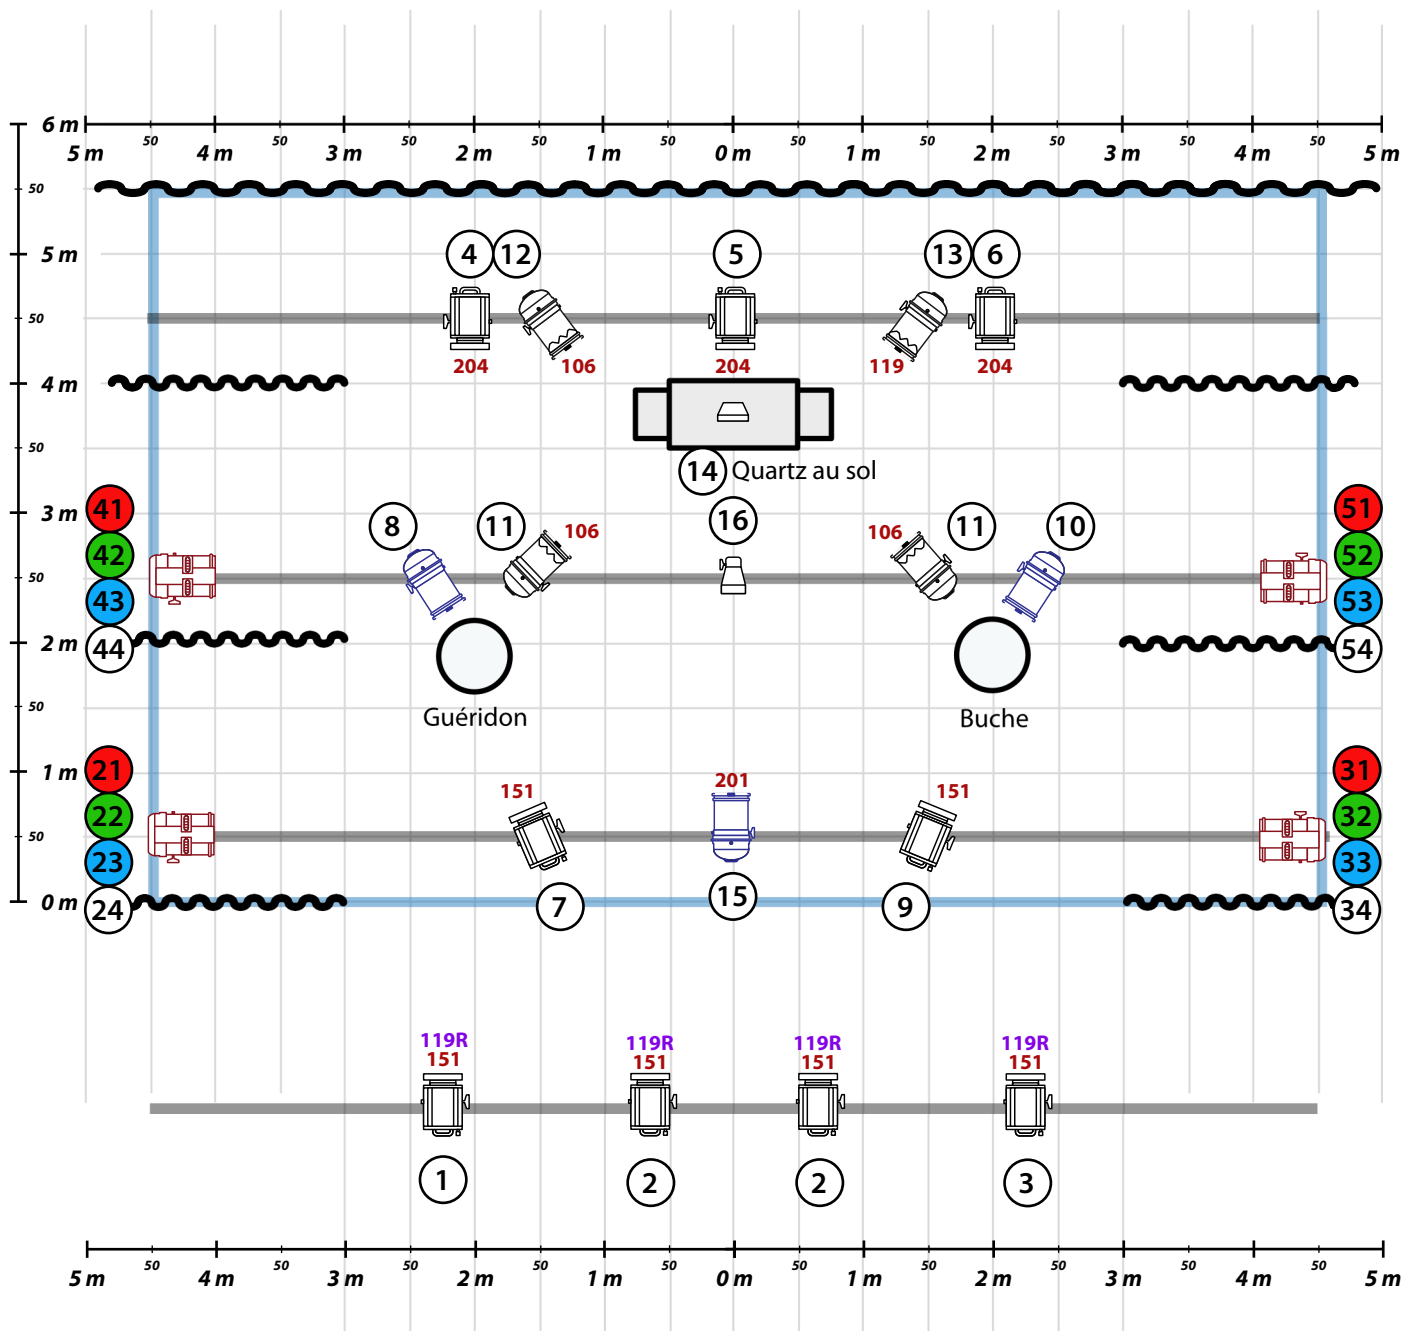 6 m
50 50 50 50 50 50 50 50 50 50
5 m 4 m 3 m 2 m 1 m 0 m 1 m 2 m 3 m 4 m 5 m
50
5 m 4 12 5 13 6
50
204 106 204 119 204
4 m
50 14 Quartz au sol
41 3 m 8 11 106 16 106 11 10 51
42 52
50
43 53
44 2 m 54
Guéridon Buche
50
21 1 m 31
151 201 151
22 32
50
23 33
24 0 m 7 15 9 34
119R 119R 119R 119R
151 151 151 151
1 2 2 3
50 50 50 50 50 50 50 50 50 50
5 m 4 m 3 m 2 m 1 m 0 m 1 m 2 m 3 m 4 m 5 m